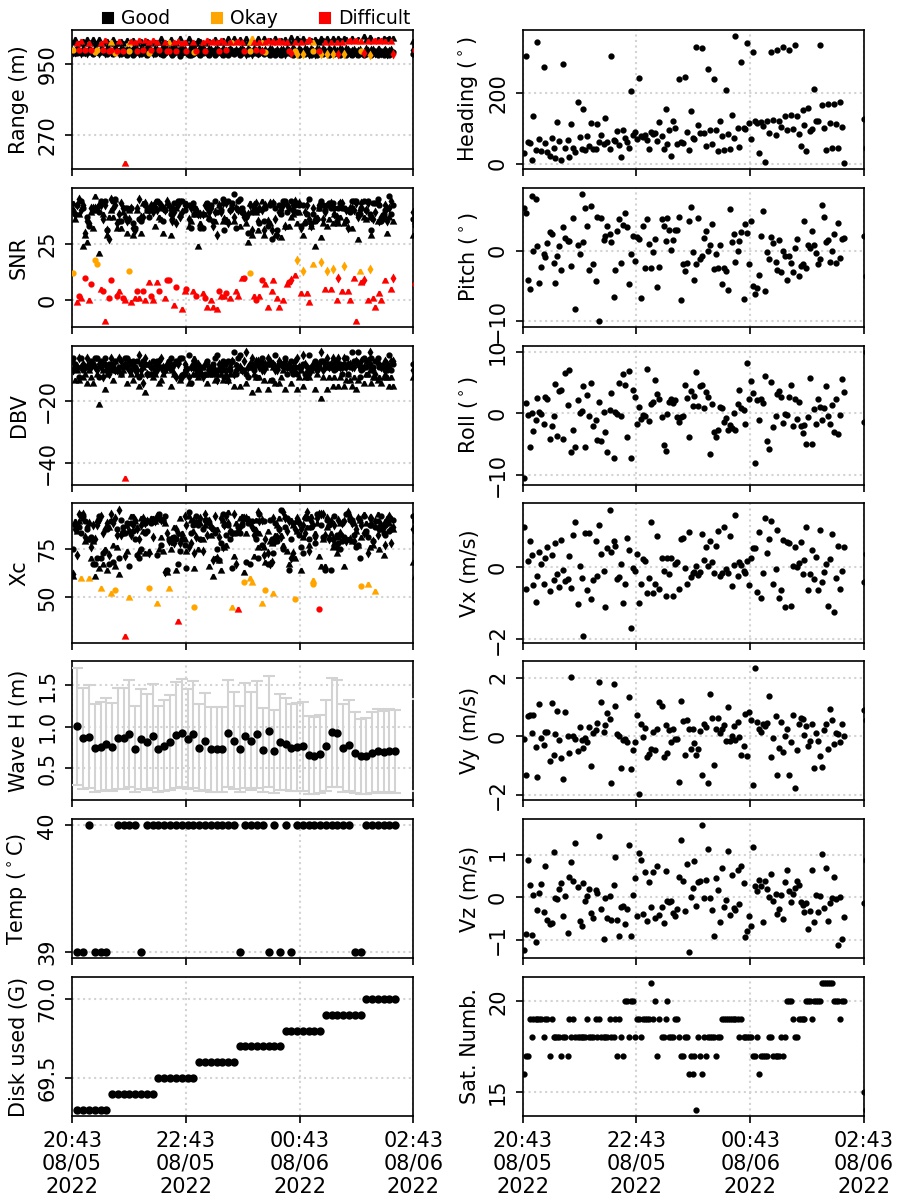 Good Okay Difficult
Range (m)
950
270
Heading (°)
200
0
SNR
25
0
Pitch (°)
0
−10
DBV
−20
−40
Roll (°)
10
0
−10
Xc
75
50
Vx (m/s)
0
−2
Wave H (m)
1.5
1.0
0.5
Vy (m/s)
2
0
−2
Temp (°C)
40
39
Vz (m/s)
1
0
−1
Disk used (G)
70.0
69.5
Sat. Numb.
20
15
20:43 22:43 00:43 02:43 20:43 22:43 00:43 02:43
08/05 08/05 08/06 08/06 08/05 08/05 08/06 08/06
2022 2022 2022 2022 2022 2022 2022 2022